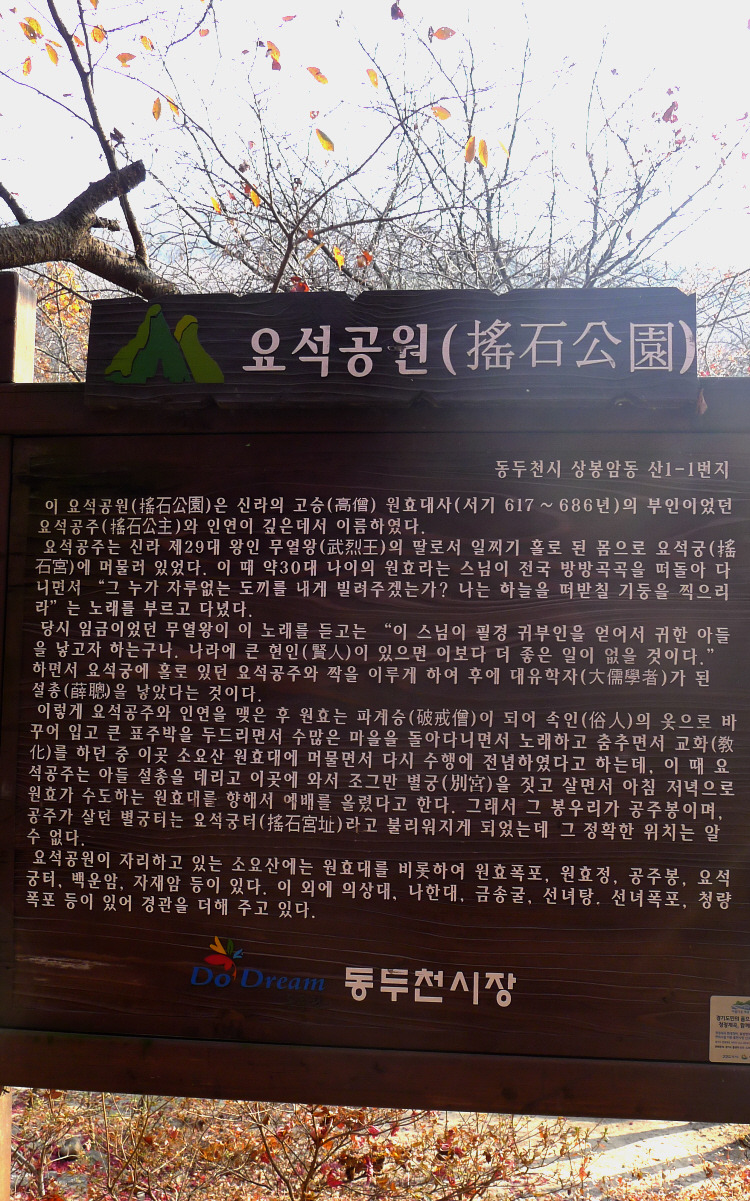 요석공원(搖石公園)
동두천시 상봉암동 산1-1번지
이 요석공원(搖石公園)은 신라의 고승(高僧) 원효대사(서기 617～686년)의 부인이었던
요석공주(搖石公主)와 인연이 깊은데서 이름하였다.
요석공주는 신라 제29대 왕인 무열왕(武烈王)의 딸로서 일찌기 홀로 된 몸으로 요석궁(搖
石宮)에 머물러 있었다. 이 때 약30대 나이의 원효라는 스님이 전국 방방곡곡을 떠돌아 다
니면서 “그 누가 자루없는 도끼를 내게 빌려주겠는가? 나는 하늘을 떠받칠 기둥을 찍으리
라”는 노래를 부르고 다녔다.
당시 임금이었던 무열왕이 이 노래를 듣고는 “이 스님이 필경 귀부인을 얻어서 귀한 아들
을 낳고자 하는구나. 나라에 큰 현인(賢人)이 있으면 이보다 더 좋은 일이 없을 것이다.”
하면서 요석궁에 홀로 있던 요석공주와 짝을 이루게 하여 후에 대유학자(大儒學者)가 된
설총(薛聰)을 낳았다는 것이다.
이렇게 요석공주와 인연을 맺은 후 원효는 파계승(破戒僧)이 되어 속인(俗人)의 옷으로 바
꾸어 입고 큰 표주박을 두드리면서 수많은 마을을 돌아다니면서 노래하고 춤추면서 교화(敎
化)를 하던 중 이곳 소요산 원효대에 머물면서 다시 수행에 전념하였다고 하는데, 이 때 요
석공주는 아들 설총을 데리고 이곳에 와서 조그만 별궁(別宮)을 짓고 살면서 아침 저녁으로
원효가 수도하는 원효대를 향해서 예배를 올렸다고 한다. 그래서 그 봉우리가 공주봉이며,
공주가 살던 별궁터는 요석궁터(搖石宮址)라고 불리워지게 되었는데 그 정확한 위치는 알
수 없다.
요석공원이 자리하고 있는 소요산에는 원효대를 비롯하여 원효폭포, 원효정, 공주봉, 요석
궁터, 백운암, 자재암 등이 있다. 이 외에 의상대, 나한대, 금송굴, 선녀탕. 선녀폭포, 청량
폭포 등이 있어 경관을 더해 주고 있다.
Do Dream 동두천시장